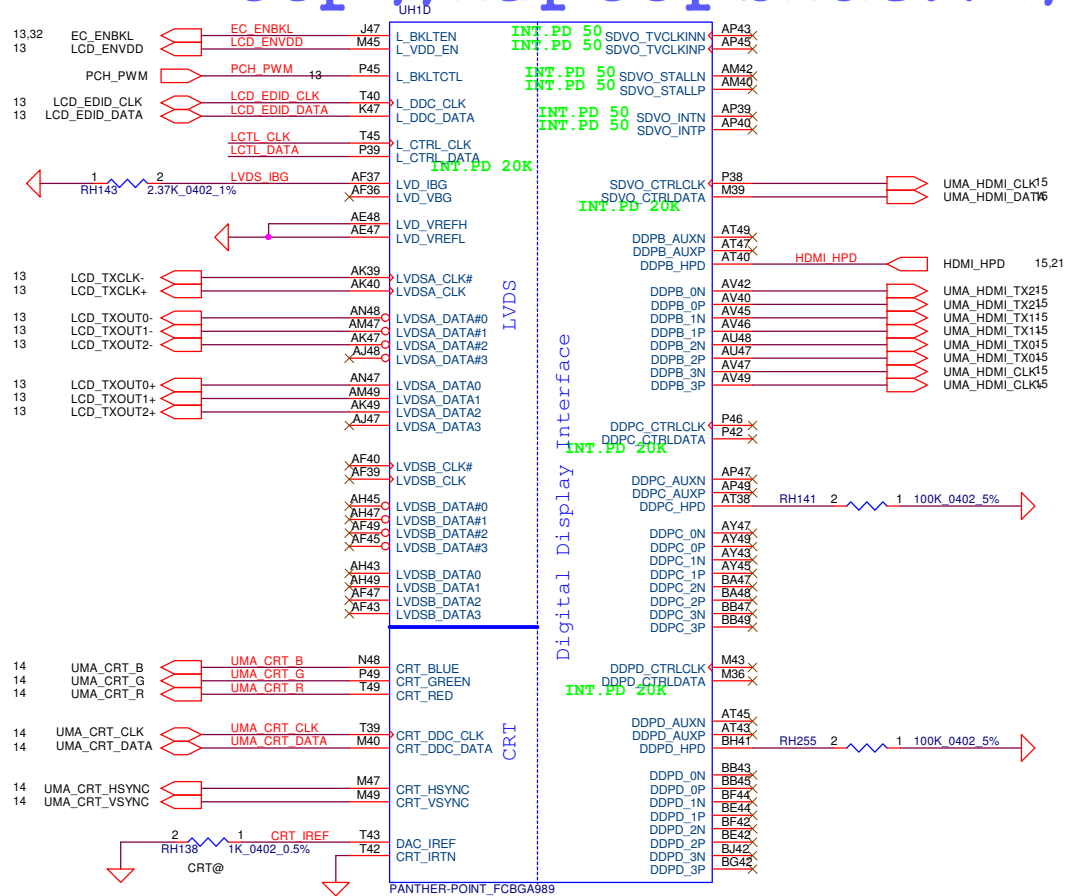 UH1D
13,32 EC_ENBKL EC_ENBKL J47 L_BKLTEN INT.PD 50 SDVO_TVCLKINN AP43
13 LCD_ENVDD LCD_ENVDD M45 L_VDD_EN INT.PD 50 SDVO_TVCLKINP AP45
PCH_PWM PCH_PWM 13 P45 L_BKLTCTL INT.PD 50 SDVO_STALLN AM42
INT.PD 50 SDVO_STALLP AM40
13 LCD_EDID_CLK LCD_EDID_CLK T40 L_DDC_CLK
13 LCD_EDID_DATA LCD_EDID_DATA K47 L_DDC_DATA INT.PD 50 SDVO_INTN AP39
INT.PD 50 SDVO_INTP AP40
LCTL_CLK T45 L_CTRL_CLK
LCTL_DATA P39 L_CTRL_DATA
INT.PD 20K
1 RH143 2 2.37K_0402_1% LVDS_IBG AF37 LVD_IBG SDVO_CTRLCLK P38 UMA_HDMI_CLK 15
AF36 LVD_VBG SDVO_CTRLDATA M39 UMA_HDMI_DATA 15
INT.PD 20K
AE48 LVD_VREFH
AE47 LVD_VREFL DDPB_AUXN AT49
DDPB_AUXP AT47
DDPB_HPD AT40 HDMI_HPD HDMI_HPD 15,21
13 LCD_TXCLK- AK39 LVDSA_CLK#
13 LCD_TXCLK+ AK40 LVDSA_CLK DDPB_0N AV42 UMA_HDMI_TX2- 15
DDPB_0P AV40 UMA_HDMI_TX2+ 15
13 LCD_TXOUT0- AN48 LVDSA_DATA#0 DDPB_1N AV45 UMA_HDMI_TX1- 15
13 LCD_TXOUT1- AM47 LVDSA_DATA#1 DDPB_1P AV46 UMA_HDMI_TX1+ 15
13 LCD_TXOUT2- AK47 LVDSA_DATA#2 DDPB_2N AU48 UMA_HDMI_TX0- 15
AJ48 LVDSA_DATA#3 DDPB_2P AU47 UMA_HDMI_TX0+ 15
DDPB_3N AV47 UMA_HDMI_CLK- 15
13 LCD_TXOUT0+ AN47 LVDSA_DATA0 DDPB_3P AV49 UMA_HDMI_CLK+ 15
13 LCD_TXOUT1+ AM49 LVDSA_DATA1
13 LCD_TXOUT2+ AK49 LVDSA_DATA2
AJ47 LVDSA_DATA3 DDPC_CTRLCLK P46
DDPC_CTRLDATA P42
INT.PD 20K
LVDS
Digital Display Interface
AF40 LVDSB_CLK#
AF39 LVDSB_CLK DDPC_AUXN AP47
DDPC_AUXP AP49
AH45 LVDSB_DATA#0 DDPC_HPD AT38 RH141 2 1 100K_0402_5%
AH47 LVDSB_DATA#1
AF49 LVDSB_DATA#2 DDPC_0N AY47
AF45 LVDSB_DATA#3 DDPC_0P AY49
DDPC_1N AY43
AH43 LVDSB_DATA0 DDPC_1P AY45
AH49 LVDSB_DATA1 DDPC_2N BA47
AF47 LVDSB_DATA2 DDPC_2P BA48
AF43 LVDSB_DATA3 DDPC_3N BB47
DDPC_3P BB49
14 UMA_CRT_B UMA_CRT_B N48 CRT_BLUE DDPD_CTRLCLK M43
14 UMA_CRT_G UMA_CRT_G P49 CRT_GREEN DDPD_CTRLDATA M36
14 UMA_CRT_R UMA_CRT_R T49 CRT_RED INT.PD 20K
DDPD_AUXN AT45
14 UMA_CRT_CLK UMA_CRT_CLK T39 CRT_DDC_CLK DDPD_AUXP AT43
14 UMA_CRT_DATA UMA_CRT_DATA M40 CRT_DDC_DATA DDPD_HPD BH41 RH255 2 1 100K_0402_5%
CRT
DDPD_0N BB43
14 UMA_CRT_HSYNC M47 CRT_HSYNC DDPD_0P BB45
14 UMA_CRT_VSYNC M49 CRT_VSYNC DDPD_1N BF44
DDPD_1P BE44
DDPD_2N BF42
2 RH138 1 1K_0402_0.5% CRT_IREF T43 DAC_IREF DDPD_2P BE42
T42 CRT_IRTN DDPD_3N BJ42
CRT@ DDPD_3P BG42
PANTHER-POINT_FCBGA989